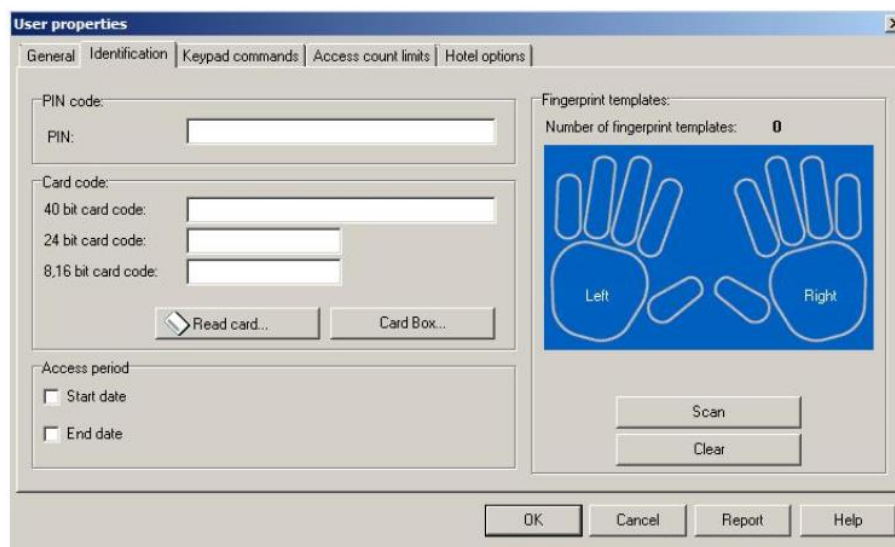 User properties
General Identification Keypad commands Access count limits Hotel options
PIN code:
PIN:
Card code:
40 bit card code:
24 bit card code:
8,16 bit card code:
Read card...
Card Box...
Access period
Start date
End date
Fingerprint templates:
Number of fingerprint templates: 0
Left
Right
Scan
Clear
OK Cancel Report Help